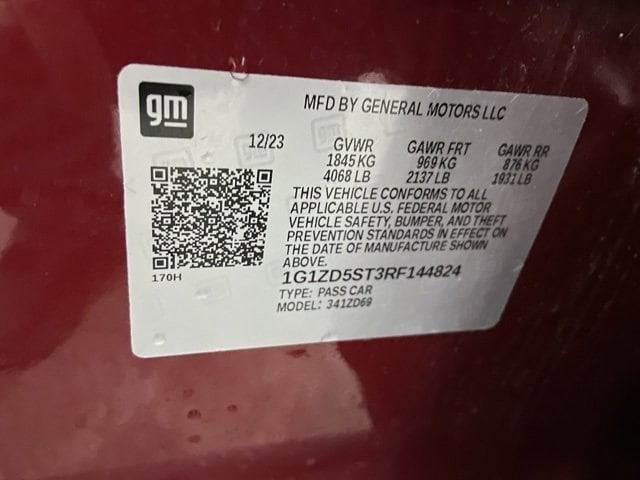 gm
MFD BY GENERAL MOTORS LLC
12/23 GVWR GAWR FRT GAWR RR
1845 KG 969 KG 876 KG
4068 LB 2137 LB 1931 LB
THIS VEHICLE CONFORMS TO ALL
APPLICABLE U.S. FEDERAL MOTOR
VEHICLE SAFETY, BUMPER, AND THEFT
PREVENTION STANDARDS IN EFFECT ON
THE DATE OF MANUFACTURE SHOWN
ABOVE.
170H
1G1ZD5ST3RF144824
TYPE: PASS CAR
MODEL: 341ZD69